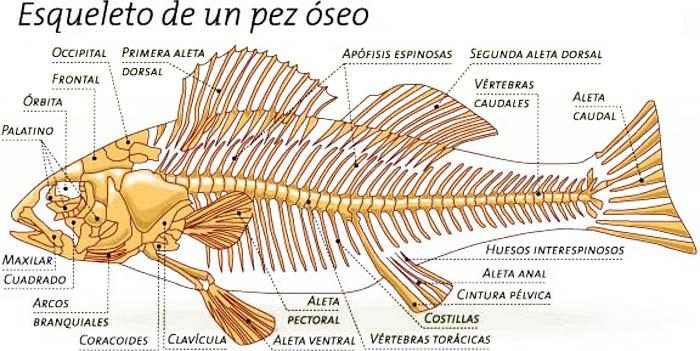 Esqueleto de un pez óseo
OCCIPITAL
PRIMERA ALETA
DORSAL
APÓFISIS ESPINOSAS
SEGUNDA ALETA DORSAL
FRONTAL
VÉRTEBRAS
CAUDALES
ALETA
CAUDAL
ÓRBITA
PALATINO
MAXILAR
CUADRADO
ARCOS
BRANQUIALES
CORACOIDES
CLAVÍCULA
ALETA
PECTORAL
ALETA VENTRAL
HUESOS INTERESPINOSOS
ALETA ANAL
CINTURA PÉLVICA
COSTILLAS
VÉRTEBRAS TORÁCICAS